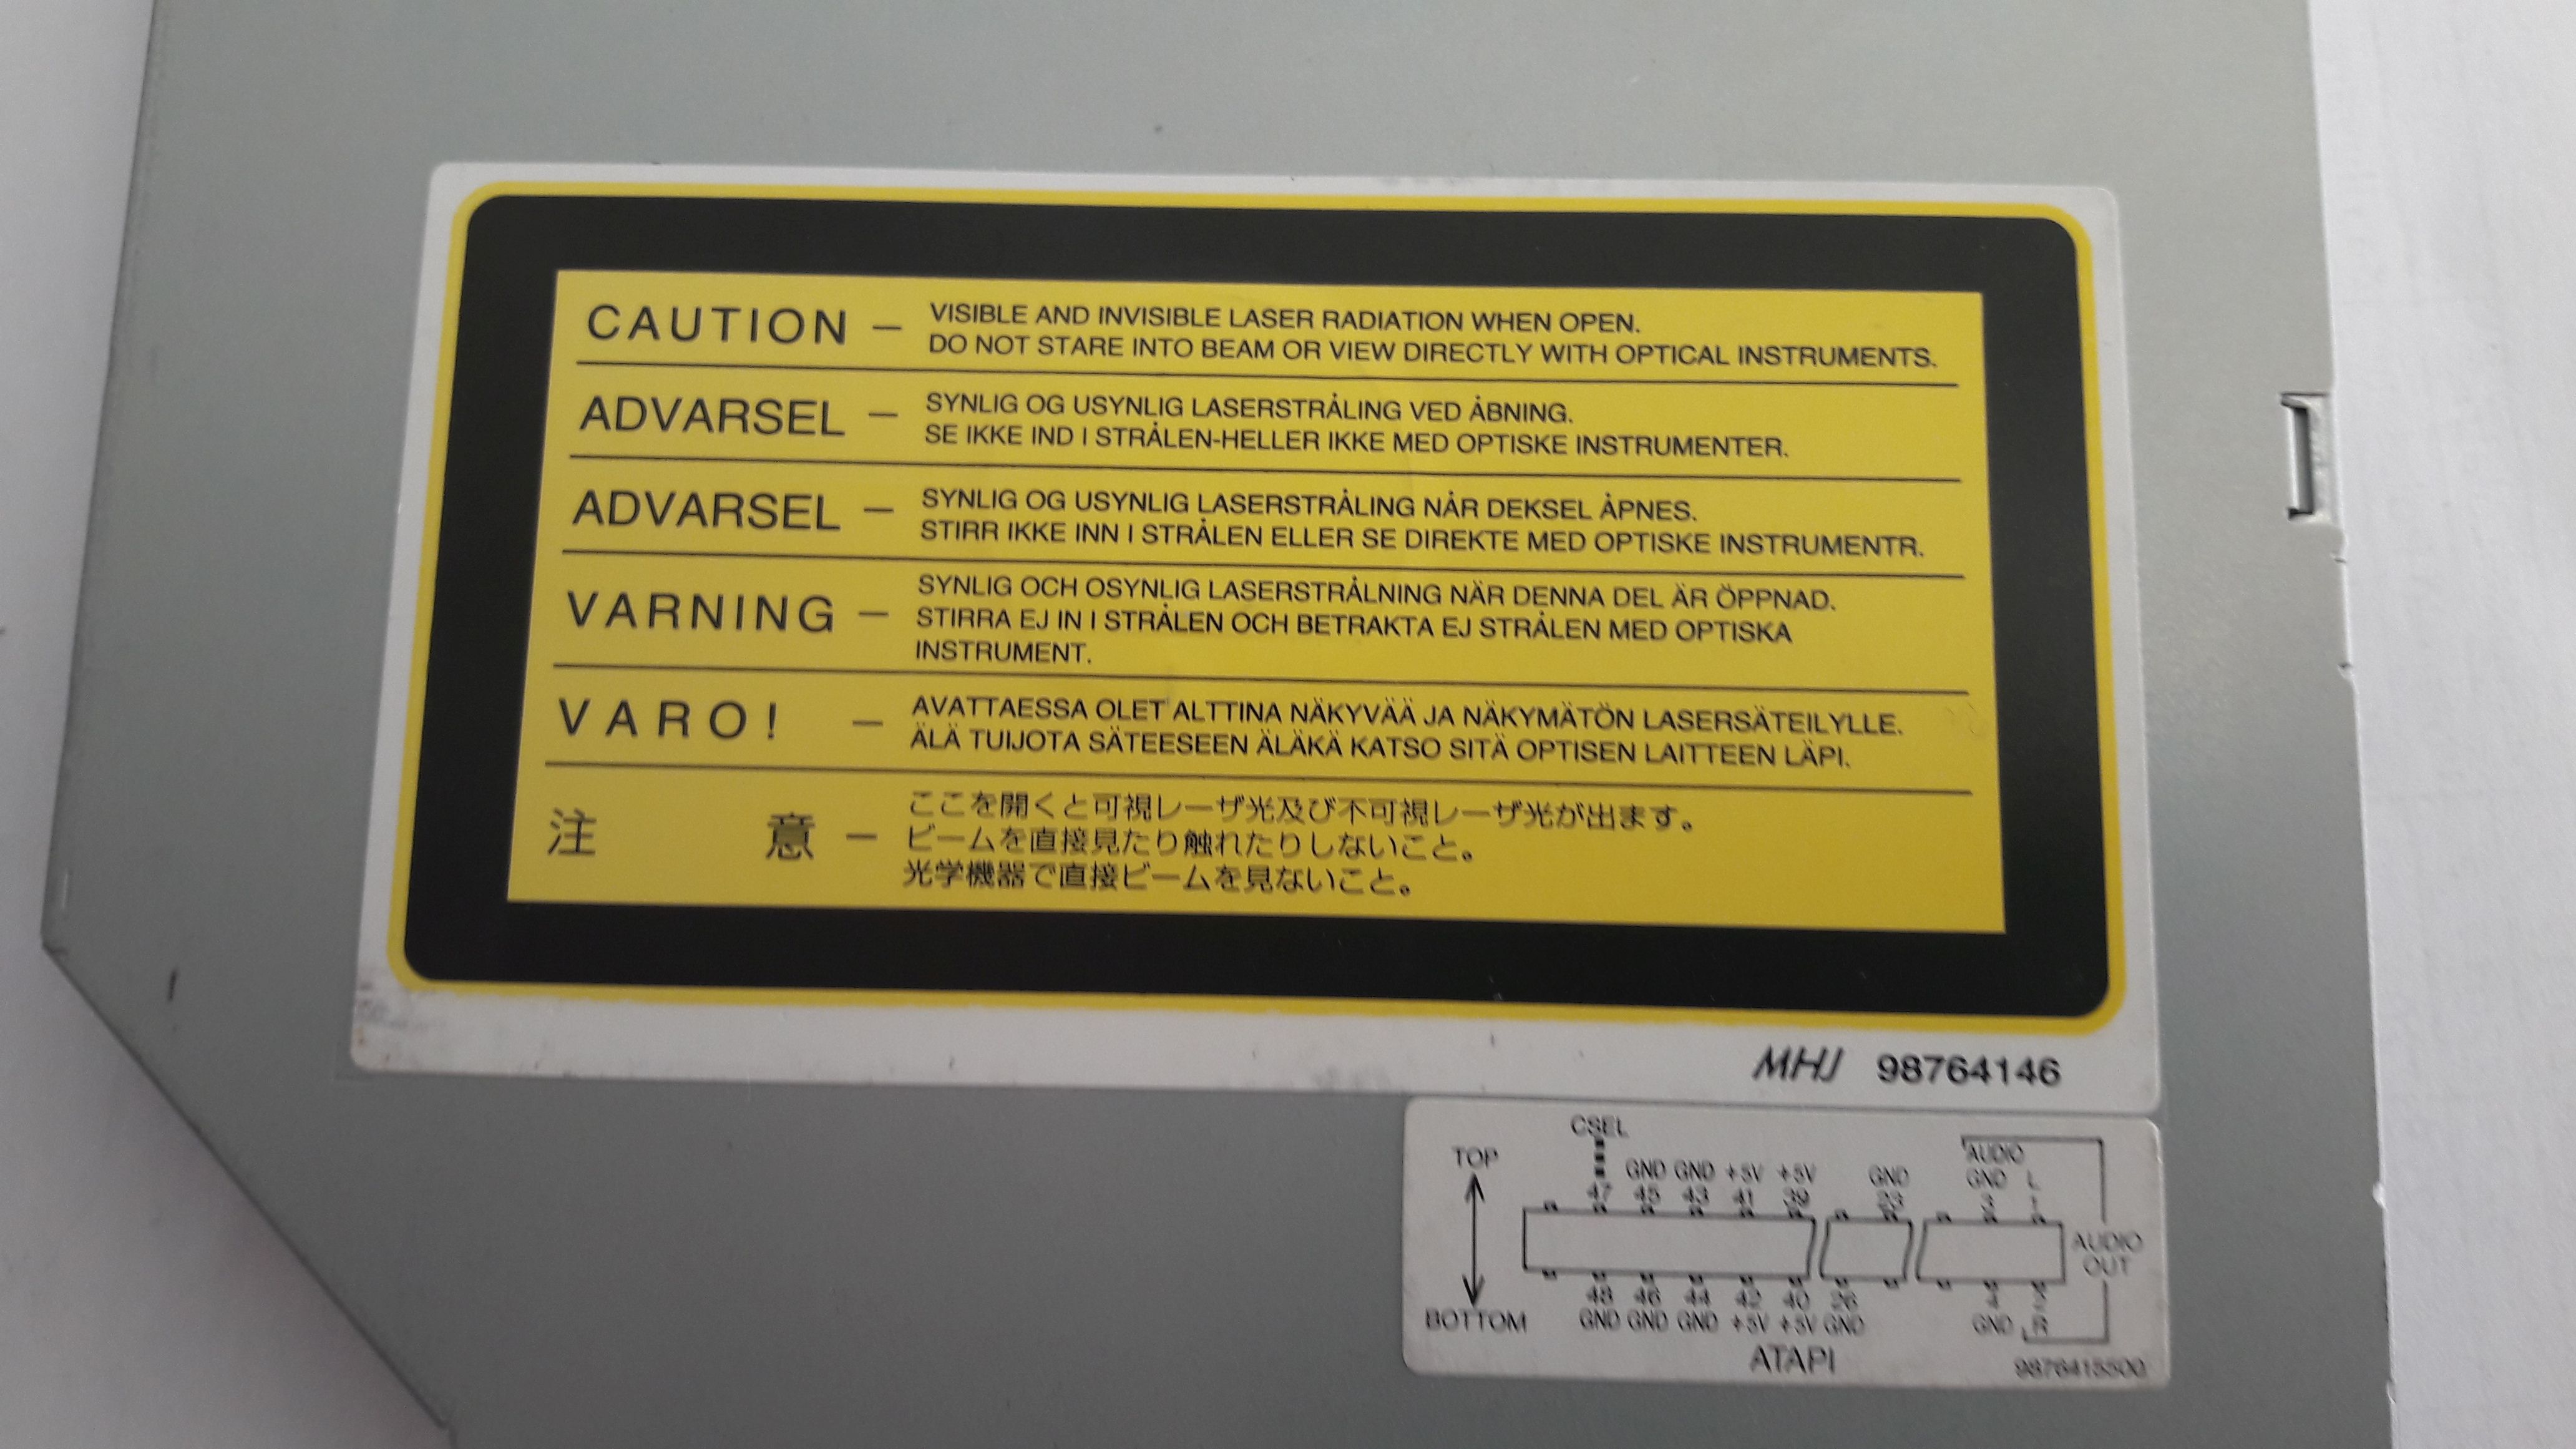 CAUTION – VISIBLE AND INVISIBLE LASER RADIATION WHEN OPEN.
DO NOT STARE INTO BEAM OR VIEW DIRECTLY WITH OPTICAL INSTRUMENTS.
ADVARSEL – SYNLIG OG USYNLIG LASERSTRÅLING VED ÅBNING.
SE IKKE IND I STRÅLEN-HELLER IKKE MED OPTISKE INSTRUMENTER.
ADVARSEL – SYNLIG OG USYNLIG LASERSTRÅLING NÅR DEKSEL ÅPNES.
STIRR IKKE INN I STRÅLEN ELLER SE DIREKTE MED OPTISKE INSTRUMENTR.
VARNING – SYNLIG OCH OSYNLIG LASERSTRÅLNING NÄR DENNA DEL ÄR ÖPPNAD.
STIRRA EJ IN I STRÅLEN OCH BETRAKTA EJ STRÅLEN MED OPTISKA
INSTRUMENT.
VARO! – AVATTAESSA OLET ALTTINA NÄKYVÄÄ JA NÄKYMÄTÖN LASERSÄTEILYLLE.
ÄLÄ TUIJOTA SÄTEESEEN ÄLÄKÄ KATSO SITÄ OPTISEN LAITTEEN LÄPI.
注意 – ここを開くと可視レーザ光及び不可視レーザ光が出ます。
ビームを直接見たり触れたりしないこと。
光学機器で直接ビームを見ないこと。
MHJ 98764146
CSEL
TOP GND GND +5V +5V GND AUDIO GND L
47 45 43 41 39 23 3 1
AUDIO
OUT
48 46 44 42 40 26 4 2
BOTTOM GND GND GND +5V +5V GND GND R
ATAPI
9876415500